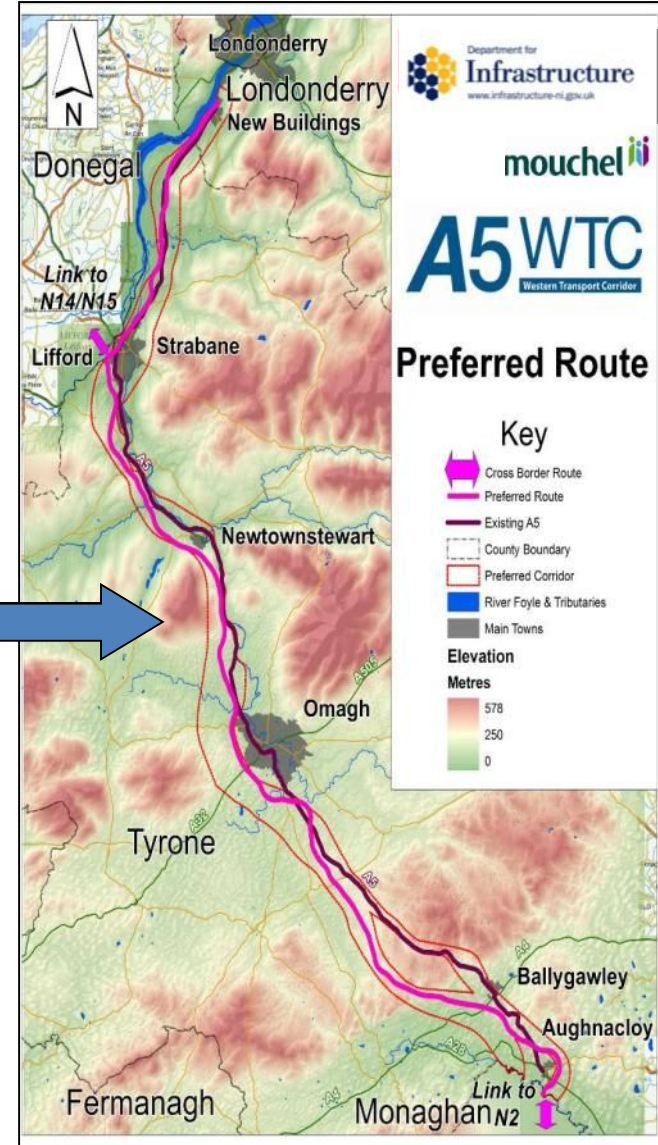 Londonderry
Londonderry
New Buildings
N
Donegal
Link to
N14/N15
Lifford
Strabane
A5
Newtownstewart
A505
Omagh
A32
Tyrone
A5
A4
Ballygawley
Aughnacloy
A28
A4
Link to
N2
Fermanagh
Monaghan
Department for
Infrastructure
www.infrastructure-ni.gov.uk
mouchel
A5 WTC
Western Transport Corridor
Preferred Route
Key
Cross Border Route
Preferred Route
Existing A5
County Boundary
Preferred Corridor
River Foyle & Tributaries
Main Towns
Elevation
Metres
578
250
0